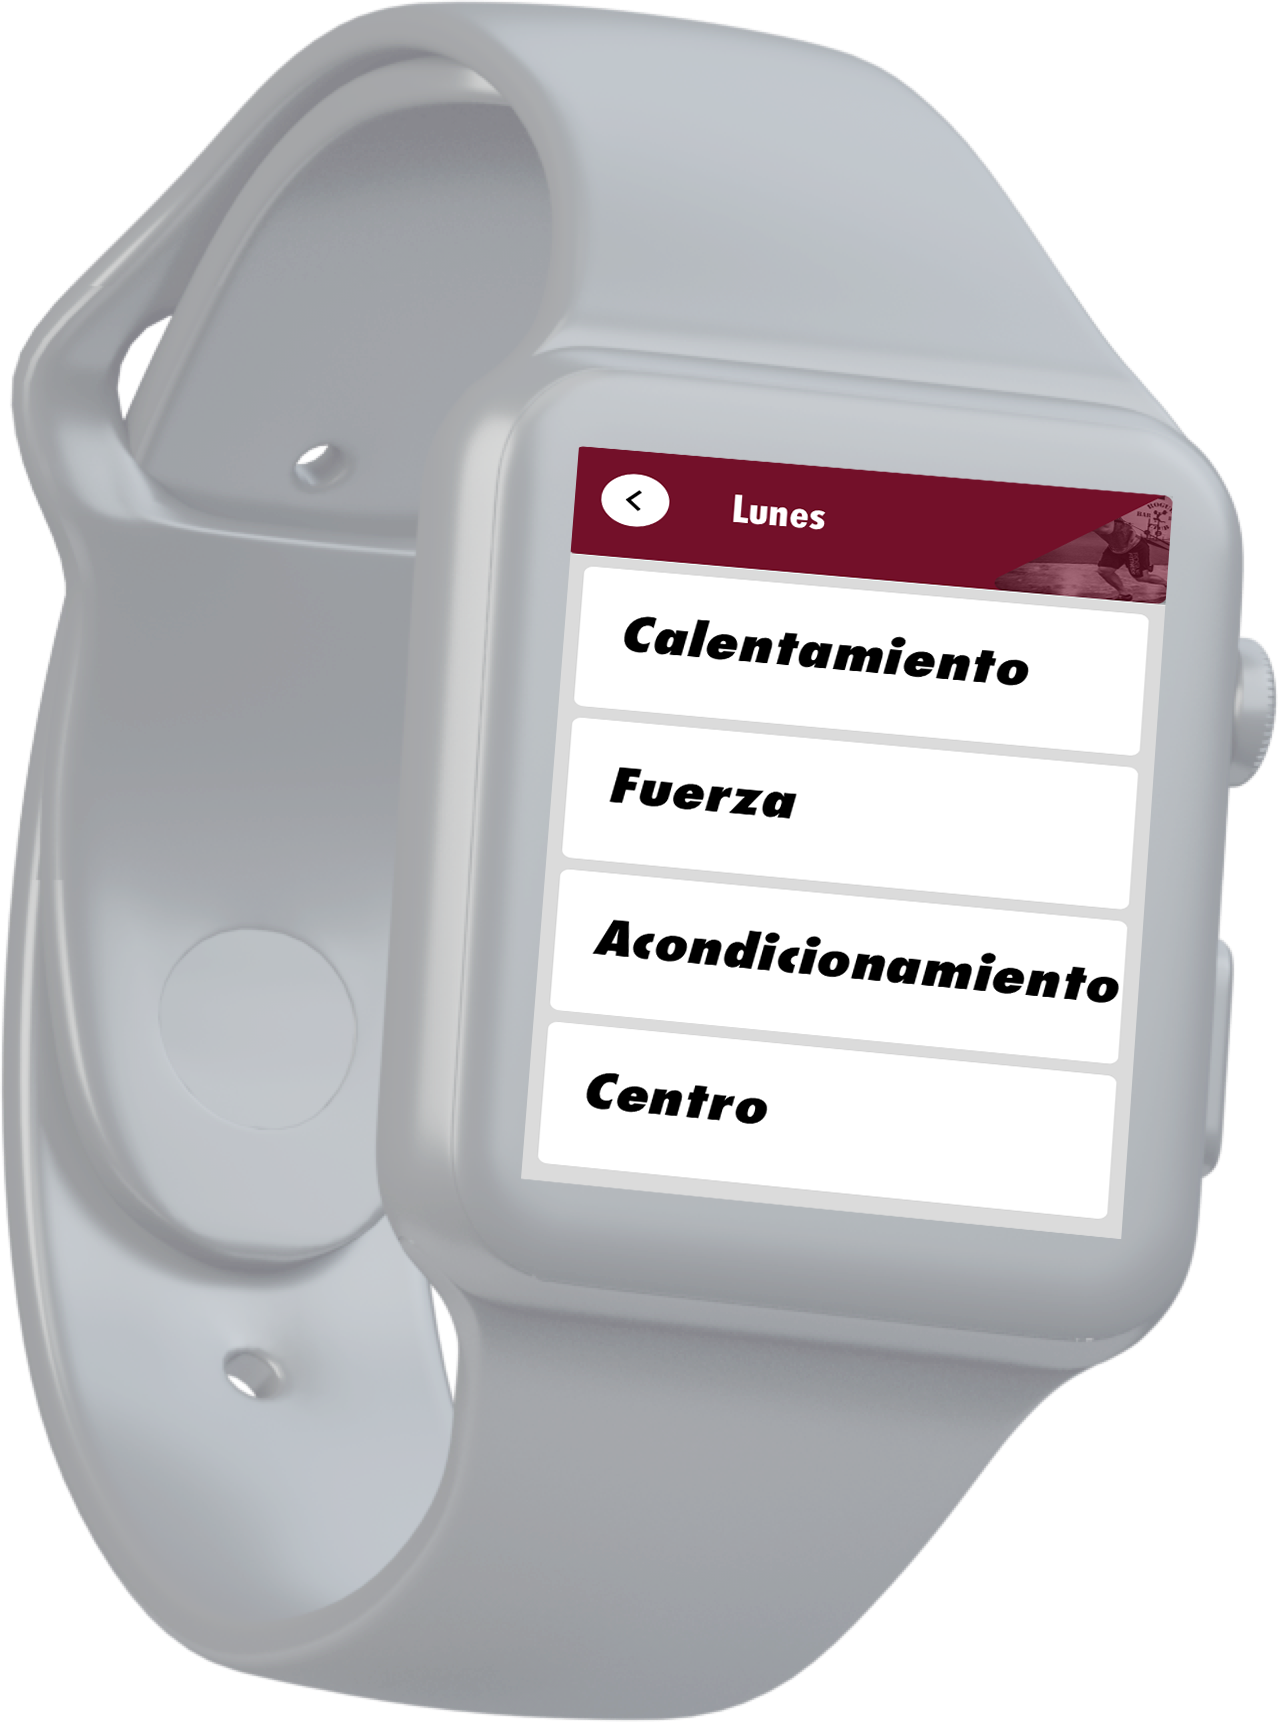 Lunes
Calentamiento
Fuerza
Acondicionamiento
Centro